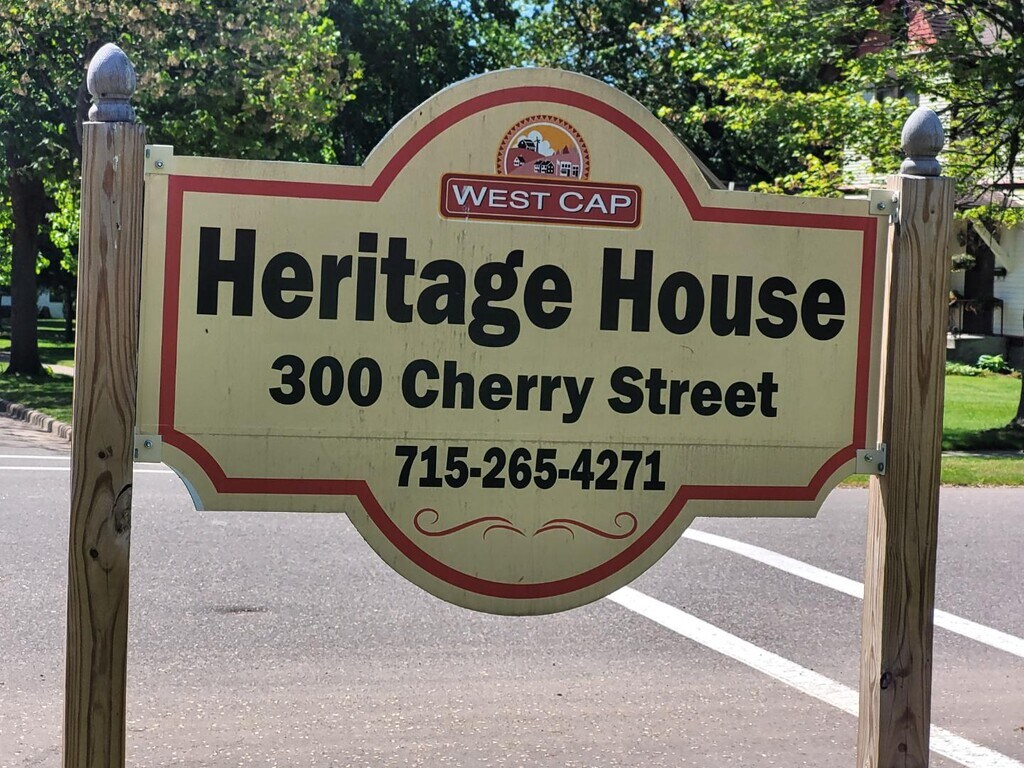 WEST CAP
Heritage House
300 Cherry Street
715-265-4271